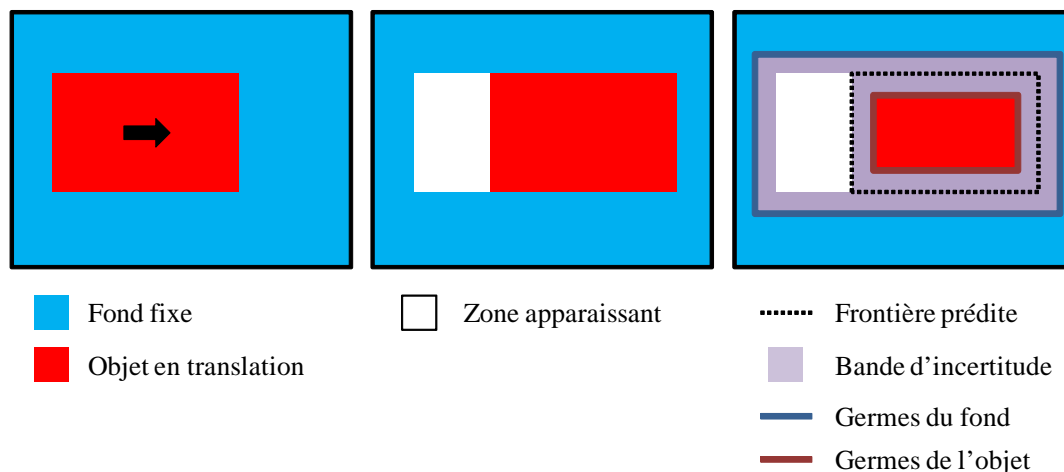 Fond fixe
Objet en translation
Zone apparaissant
Frontière prédite
Bande d’incertitude
Germes du fond
Germes de l’objet